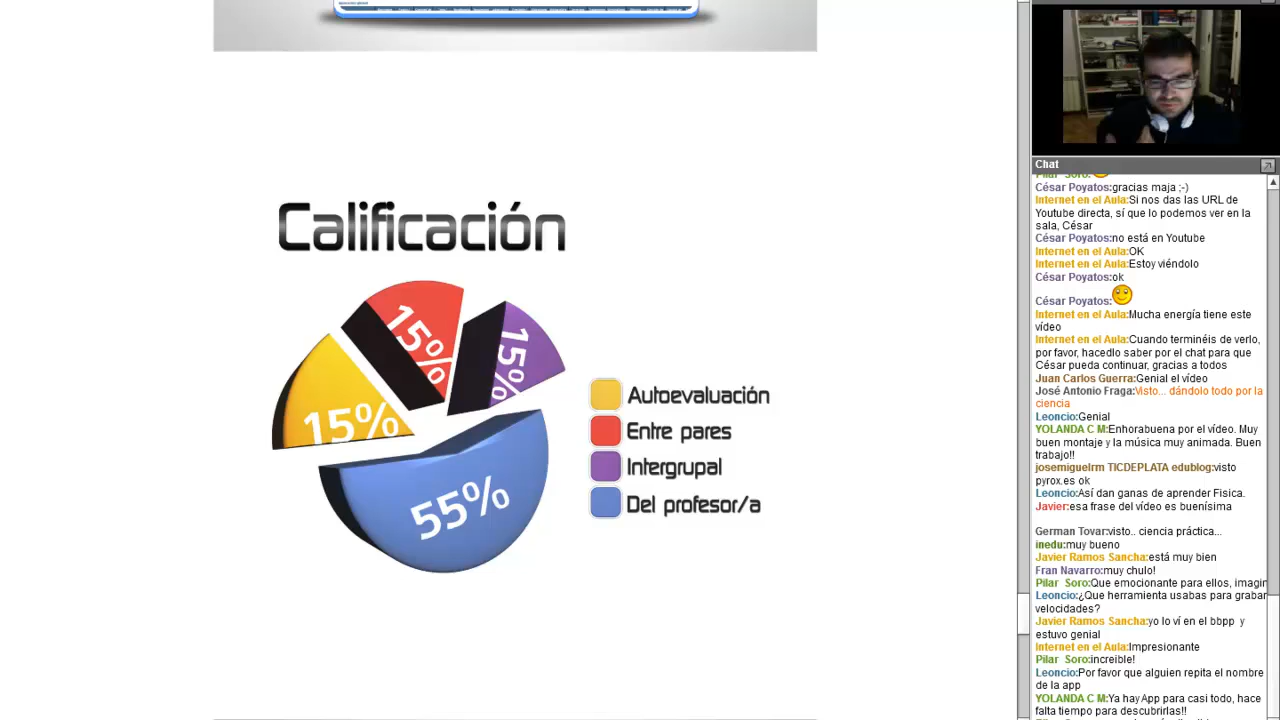 Calificación
15%
15%
15%
55%
Autoevaluación
Entre pares
Intergrupal
Del profesor/a
Chat
Pilar Soro:
César Poyatos:gracias maja ;-)
Internet en el Aula:Si nos das las URL de
Youtube directa, sí que lo podemos ver en la
sala, César
César Poyatos:no está en Youtube
Internet en el Aula:OK
Internet en el Aula:Estoy viéndolo
César Poyatos:ok
César Poyatos:
Internet en el Aula:Mucha energía tiene este
vídeo
Internet en el Aula:Cuando terminéis de verlo,
por favor, hacedlo saber por el chat para que
César pueda continuar, gracias a todos
Juan Carlos Guerra:Genial el vídeo
José Antonio Fraga:Visto... dándolo todo por la
ciencia
Leoncio:Genial
YOLANDA C M:Enhorabuena por el vídeo. Muy
buen montaje y la música muy animada. Buen
trabajo!!
josemiguelrm TICDEPLATA edublog:visto
pyrox.es ok
Leoncio:Así dan ganas de aprender Fisica.
Javier:esa frase del vídeo es buenísima
German Tovar:visto.. ciencia práctica...
inedu:muy bueno
Javier Ramos Sancha:está muy bien
Fran Navarro:muy chulo!
Pilar Soro:Que emocionante para ellos, imagin
Leoncio:¿Que herramienta usabas para grabar
velocidades?
Javier Ramos Sancha:yo lo ví en el bbpp y
estuvo genial
Internet en el Aula:Impresionante
Pilar Soro:increible!
Leoncio:Por favor que alguien repita el nombre
de la app
YOLANDA C M:Ya hay App para casi todo, hace
falta tiempo para descubrirlas!!